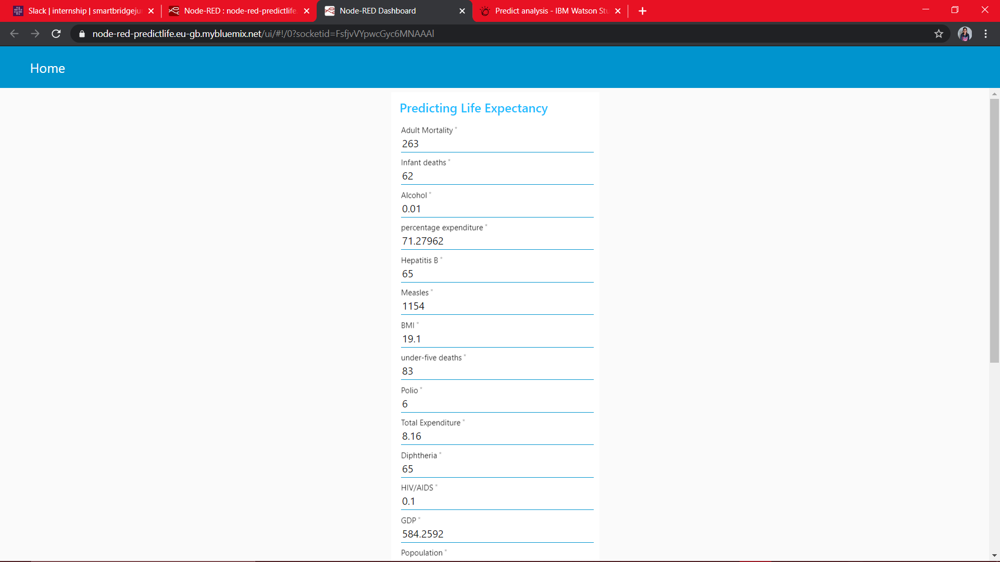 Slack | internship | smartbridgeju
Node-RED : node-red-predictlife.
Node-RED Dashboard
Predict analysis - IBM Watson Stu
node-red-predictlife.eu-gb.mybluemix.net/ui/#!/0?socketid=FsfjvVYpwcGyc6MNAAAl
Home
Predicting Life Expectancy
Adult Mortality *
263
Infant deaths *
62
Alcohol *
0.01
percentage expenditure *
71.27962
Hepatitis B *
65
Measles *
1154
BMI *
19.1
under-five deaths *
83
Polio *
6
Total Expenditure *
8.16
Diphtheria *
65
HIV/AIDS *
0.1
GDP *
584.2592
Popoulation *